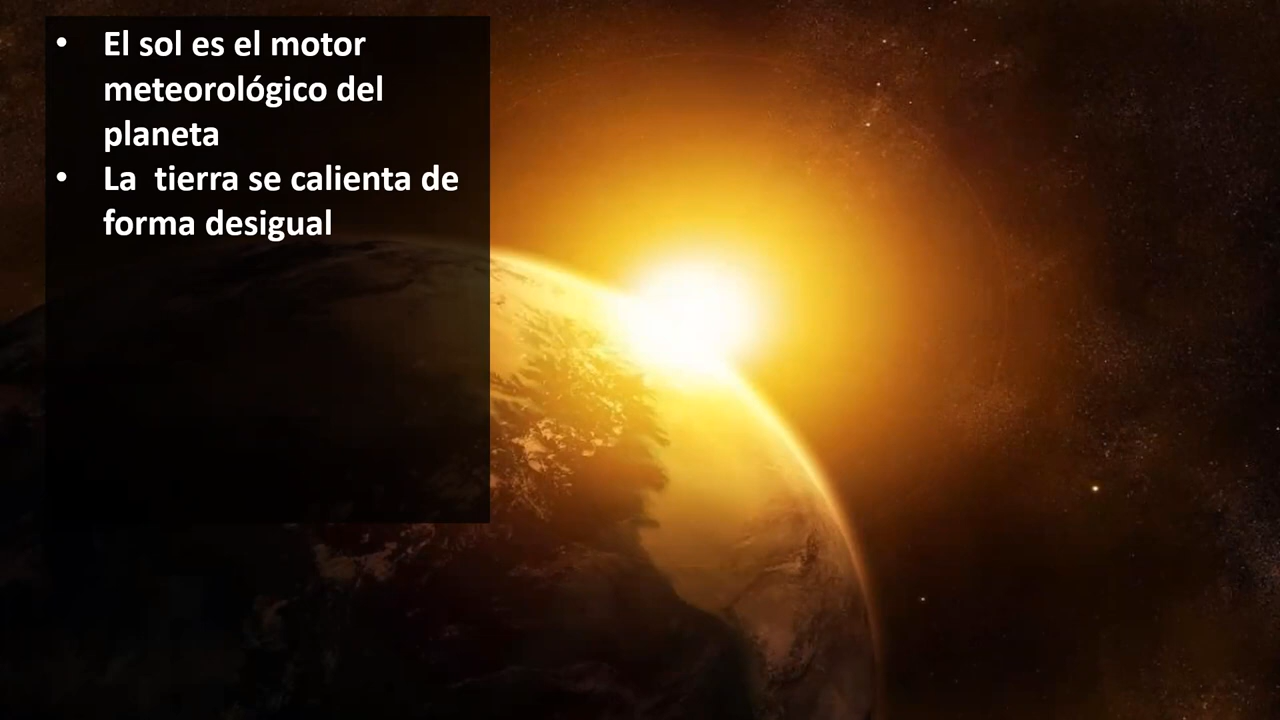 • El sol es el motor
meteorológico del
planeta
• La  tierra se calienta de
forma desigual